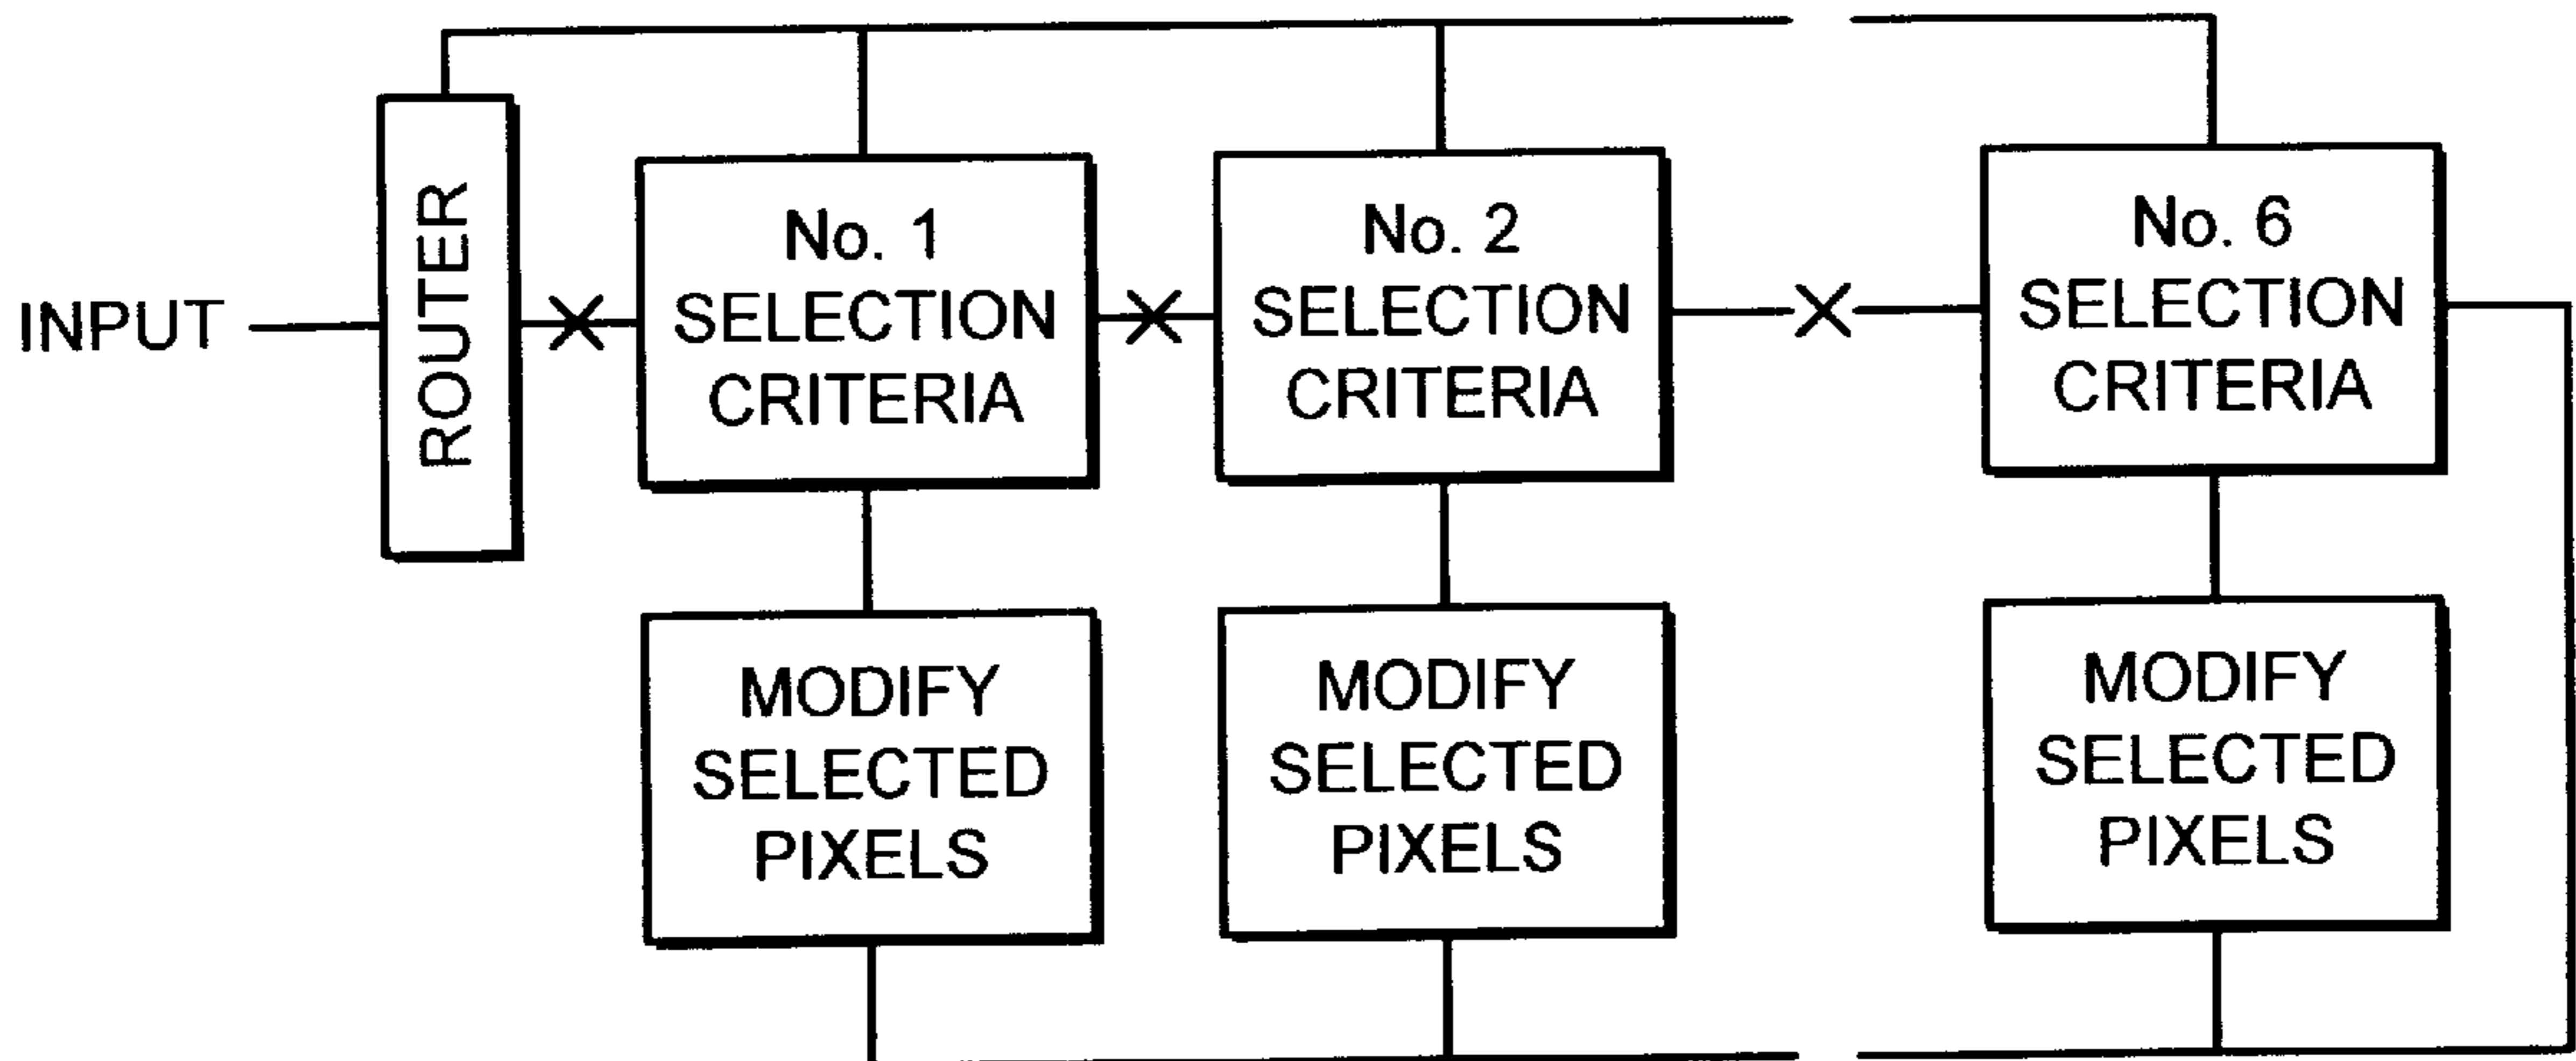 INPUT
ROUTER
No. 1
SELECTION
CRITERIA
No. 2
SELECTION
CRITERIA
No. 6
SELECTION
CRITERIA
MODIFY
SELECTED
PIXELS
MODIFY
SELECTED
PIXELS
MODIFY
SELECTED
PIXELS